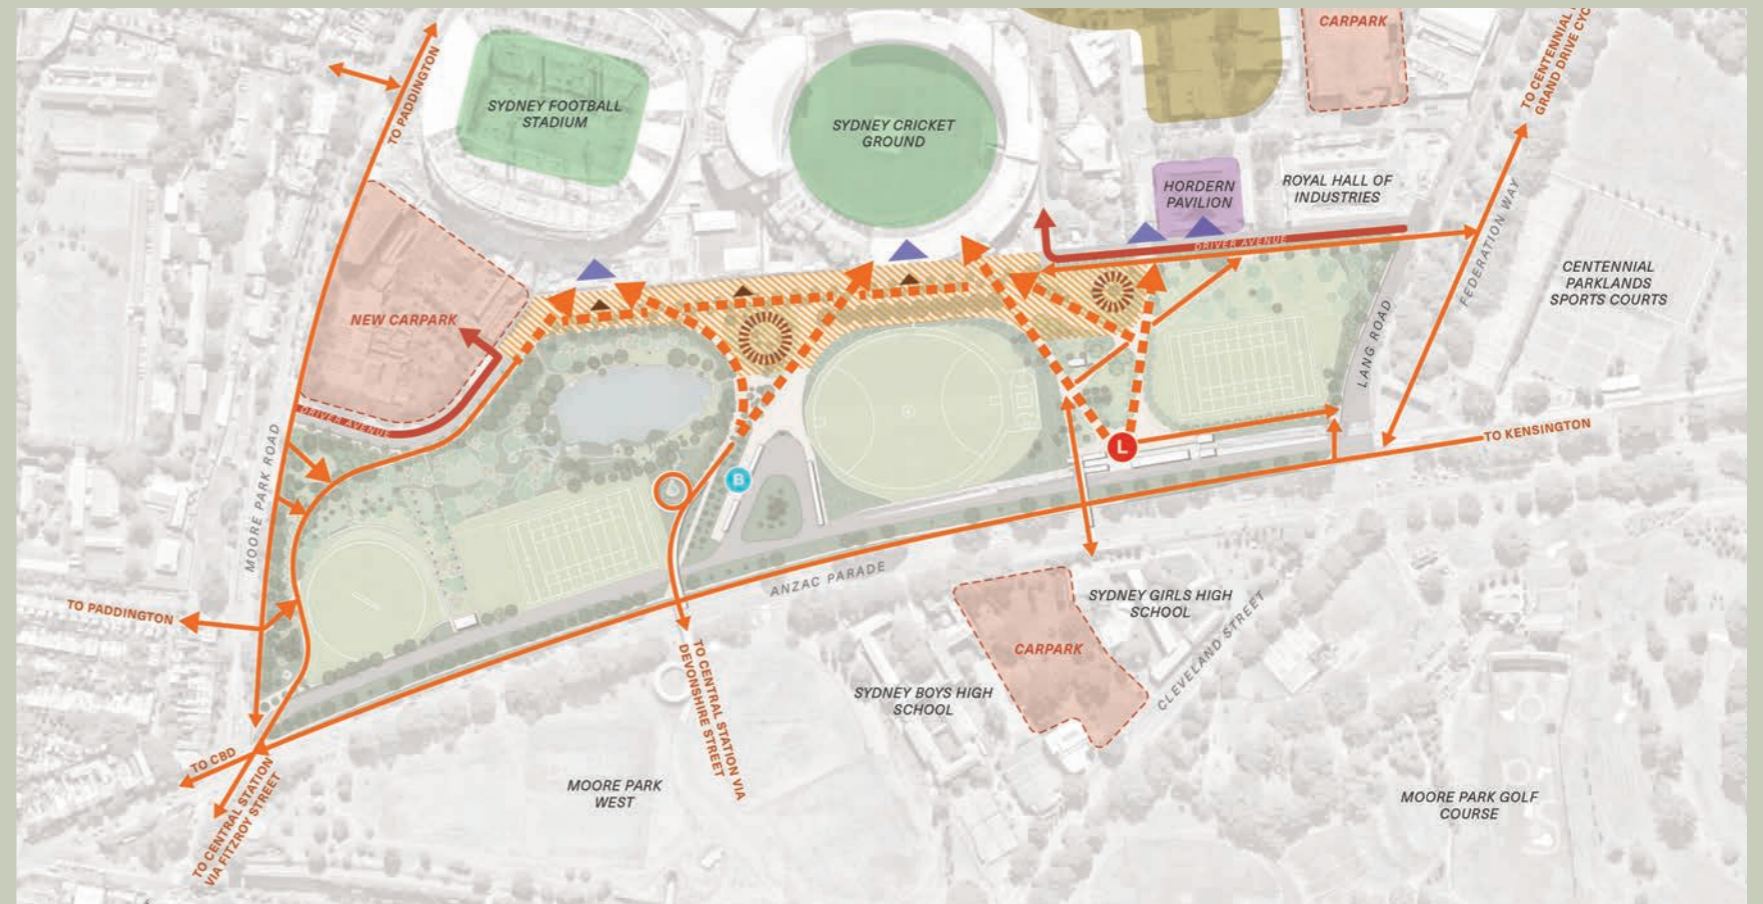 CARPARK
TO CENTENNIAL
GRAND DRIVE CYC
TO PADDINGTON
SYDNEY FOOTBALL
STADIUM
SYDNEY CRICKET
GROUND
HORDERN
PAVILION
ROYAL HALL OF
INDUSTRIES
FEDERATION WAY
DRIVER AVENUE
CENTENNIAL
PARKLANDS
SPORTS COURTS
NEW CARPARK
LANG ROAD
DRIVER AVENUE
MOORE PARK ROAD
TO KENSINGTON
L
B
ANZAC PARADE
TO PADDINGTON
SYDNEY GIRLS HIGH
SCHOOL
CLEVELAND STREET
CARPARK
SYDNEY BOYS HIGH
SCHOOL
TO CENTRAL STATION VIA
DEVONSHIRE STREET
TO CBD
TO CENTRAL STATION
VIA FITZROY STREET
MOORE PARK
WEST
MOORE PARK GOLF
COURSE